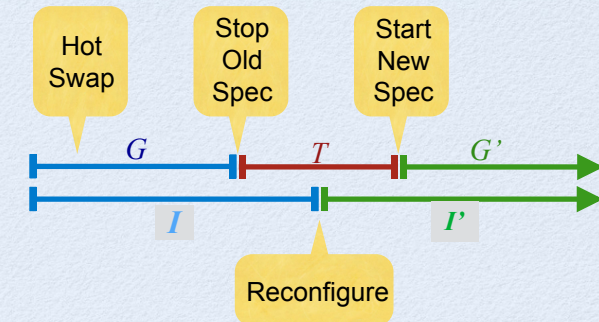 Hot
Swap
Stop
Old
Spec
Start
New
Spec
G
T
G’
I
I’
Reconfigure